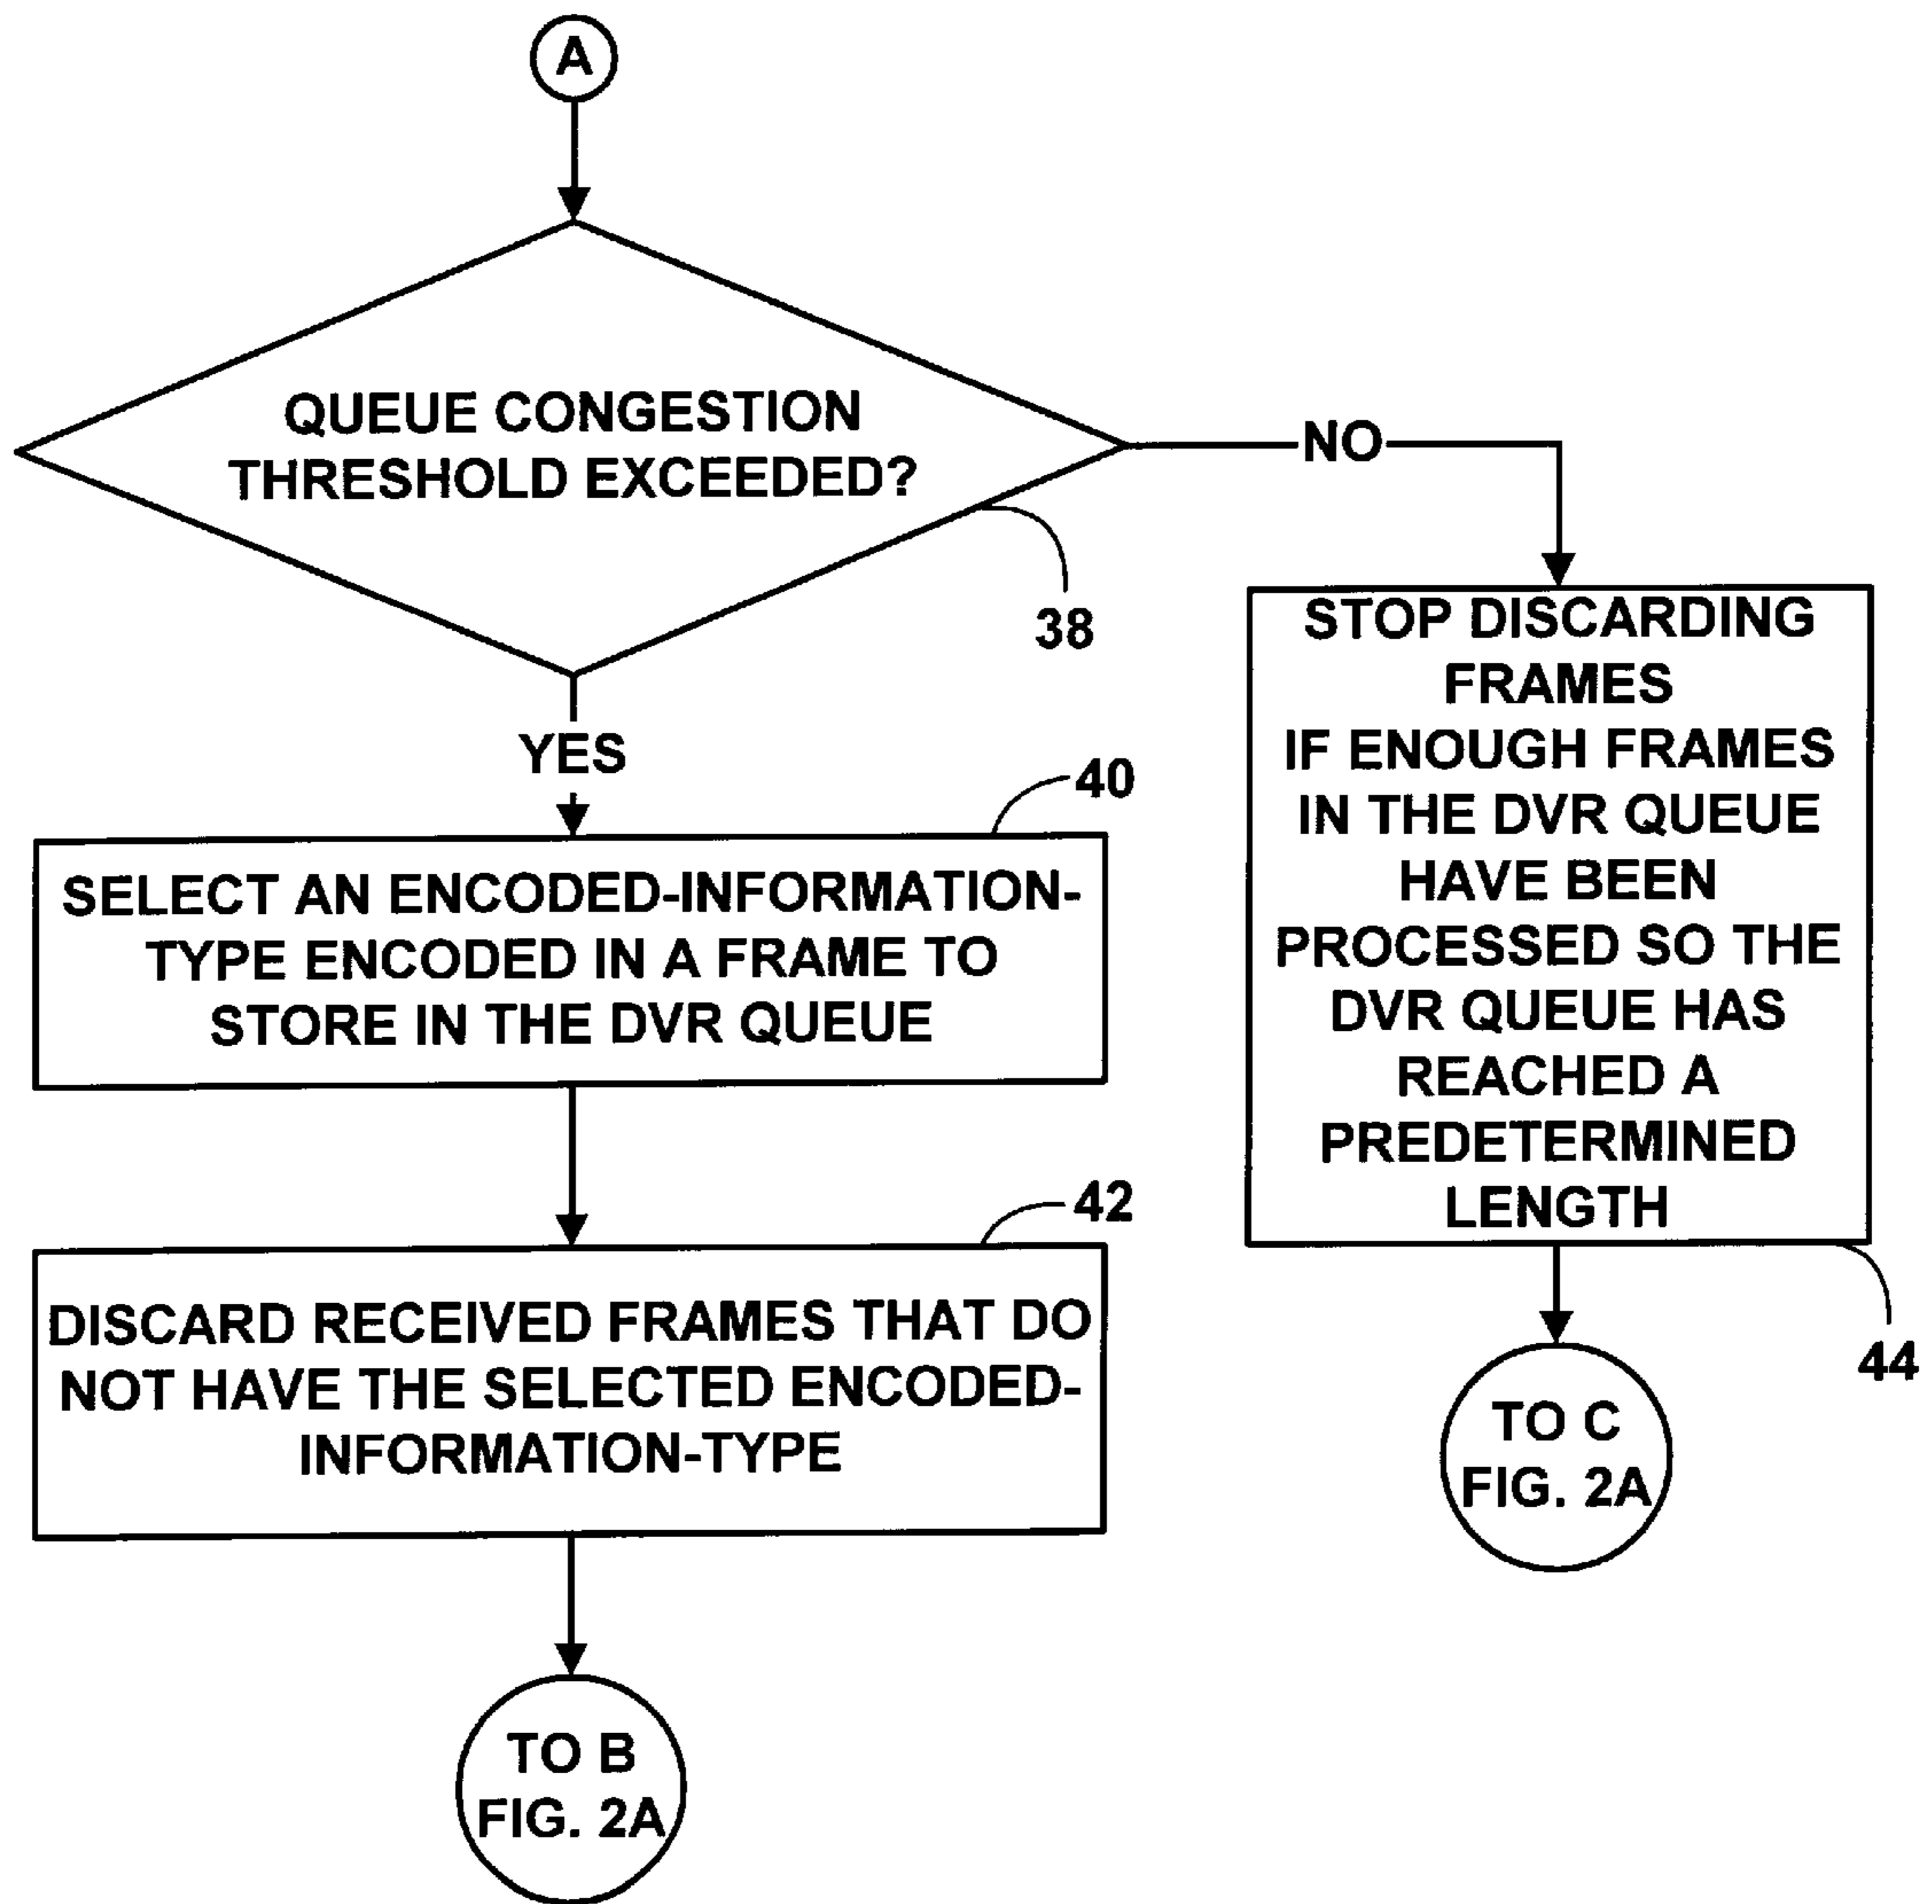 A
QUEUE CONGESTION
THRESHOLD EXCEEDED?
NO
38
YES
40
SELECT AN ENCODED-INFORMATION-
TYPE ENCODED IN A FRAME TO
STORE IN THE DVR QUEUE
42
DISCARD RECEIVED FRAMES THAT DO
NOT HAVE THE SELECTED ENCODED-
INFORMATION-TYPE
TO B
FIG. 2A
STOP DISCARDING
FRAMES
IF ENOUGH FRAMES
IN THE DVR QUEUE
HAVE BEEN
PROCESSED SO THE
DVR QUEUE HAS
REACHED A
PREDETERMINED
LENGTH
44
TO C
FIG. 2A